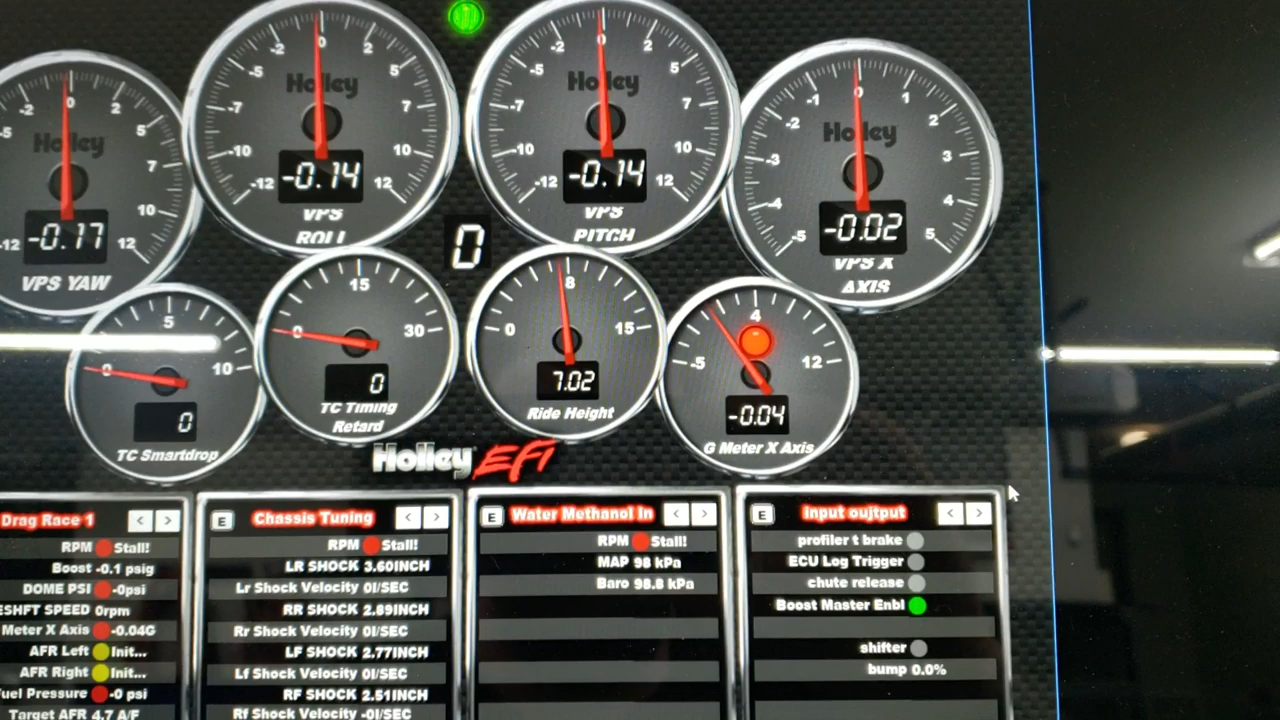 -5 -2 0 2 5 7 10 12 -12
Holley
-0.17
VPS YAW
-12 -10 -7 -5 -2 0 2 5 7 10 12
Holley
-0.14
VPS
ROLL
-12 -10 -7 -5 -2 0 2 5 7 10 12
Holley
-0.14
VPS
PITCH
-5 -4 -3 -2 -1 0 1 2 3 4 5
Holley
-0.02
VPS X
AXIS
0
0 5 10
0
TC Smartdrop
0 15 30
0
TC Timing
Retard
0 8 15
7.02
Ride Height
-5 4 12
-0.04
G Meter X Axis
Holley EFI
Drag Race 1 < >
RPM Stall!
Boost -0.1 psig
DOME PSI -0psi
ESHFT SPEED 0rpm
Meter X Axis -0.04G
AFR Left Init...
AFR Right Init...
uel Pressure -0 psi
Target AFR 4.7 A/F
E Chassis Tuning < >
RPM Stall!
LR SHOCK 3.60INCH
Lr Shock Velocity 0I/SEC
RR SHOCK 2.89INCH
Rr Shock Velocity 0I/SEC
LF SHOCK 2.77INCH
Lf Shock Velocity 0I/SEC
RF SHOCK 2.51INCH
Rf Shock Velocity -0I/SEC
E Water Methanol In < >
RPM Stall!
MAP 98 kPa
Baro 98.8 kPa
E input oujtput < >
profiler t brake
ECU Log Trigger
chute release
Boost Master Enbl
shifter
bump 0.0%